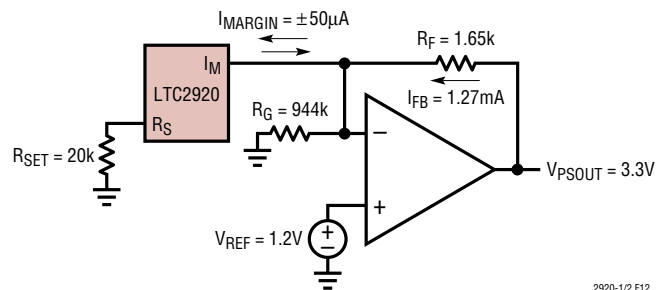 I_MARGIN = ±50µA
I_M
LTC2920
R_S
R_SET = 20k
R_G = 944k
R_F = 1.65k
I_FB = 1.27mA
−
+
V_PSOUT = 3.3V
V_REF = 1.2V
+
−
2920-1/2 F12